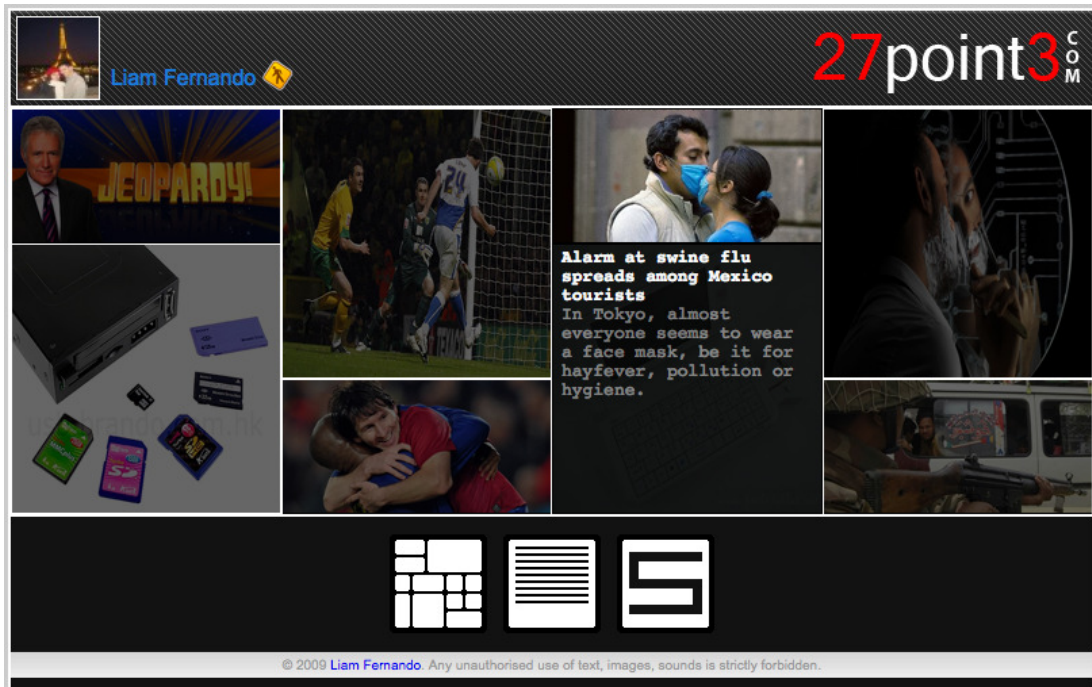 Liam Fernando
27point3
COM
JEOPARDY!
24
Alarm at swine flu
spreads among Mexico
tourists
In Tokyo, almost
everyone seems to wear
a face mask, be it for
hayfever, pollution or
hygiene.
S
© 2009 Liam Fernando. Any unauthorised use of text, images, sounds is strictly forbidden.